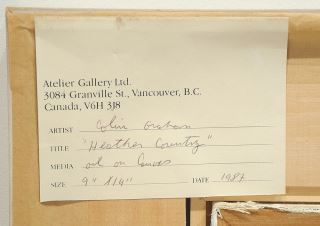 Atelier Gallery Ltd.
3084 Granville St., Vancouver, B.C.
Canada, V6H 3J8
ARTIST Colin Graham
TITLE "Heather Country"
MEDIA oil on Canvas
SIZE 9" DATE 1987